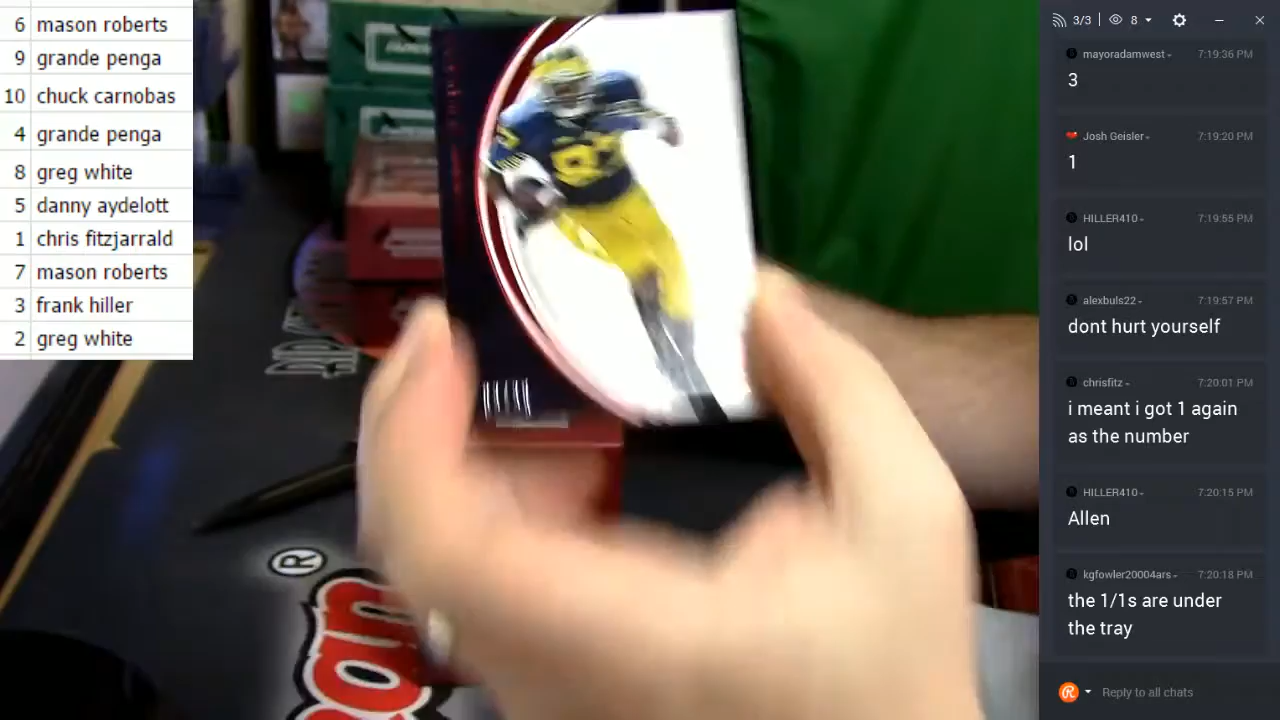 6 mason roberts
9 grande penga
10 chuck carnobas
4 grande penga
8 greg white
5 danny aydelott
1 chris fitzjarrald
7 mason roberts
3 frank hiller
2 greg white
®
3/3 8
mayoradamwest 7:19:36 PM
3
Josh Geisler 7:19:20 PM
1
HILLER410 7:19:55 PM
lol
alexbuls22 7:19:57 PM
dont hurt yourself
chrisfitz 7:20:01 PM
i meant i got 1 again
as the number
HILLER410 7:20:15 PM
Allen
kgfowler20004ars 7:20:18 PM
the 1/1s are under
the tray
Reply to all chats